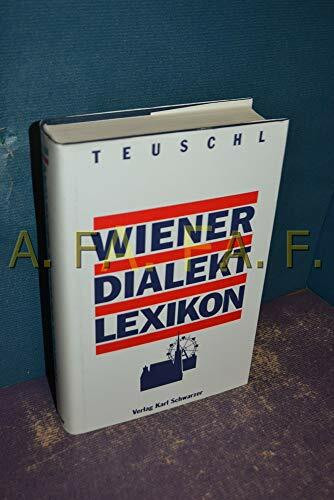 TEUSCHL
WIENER
DIALEKT
LEXIKON
A. F. A. F. A. F.
Verlag Karl Schwarzer